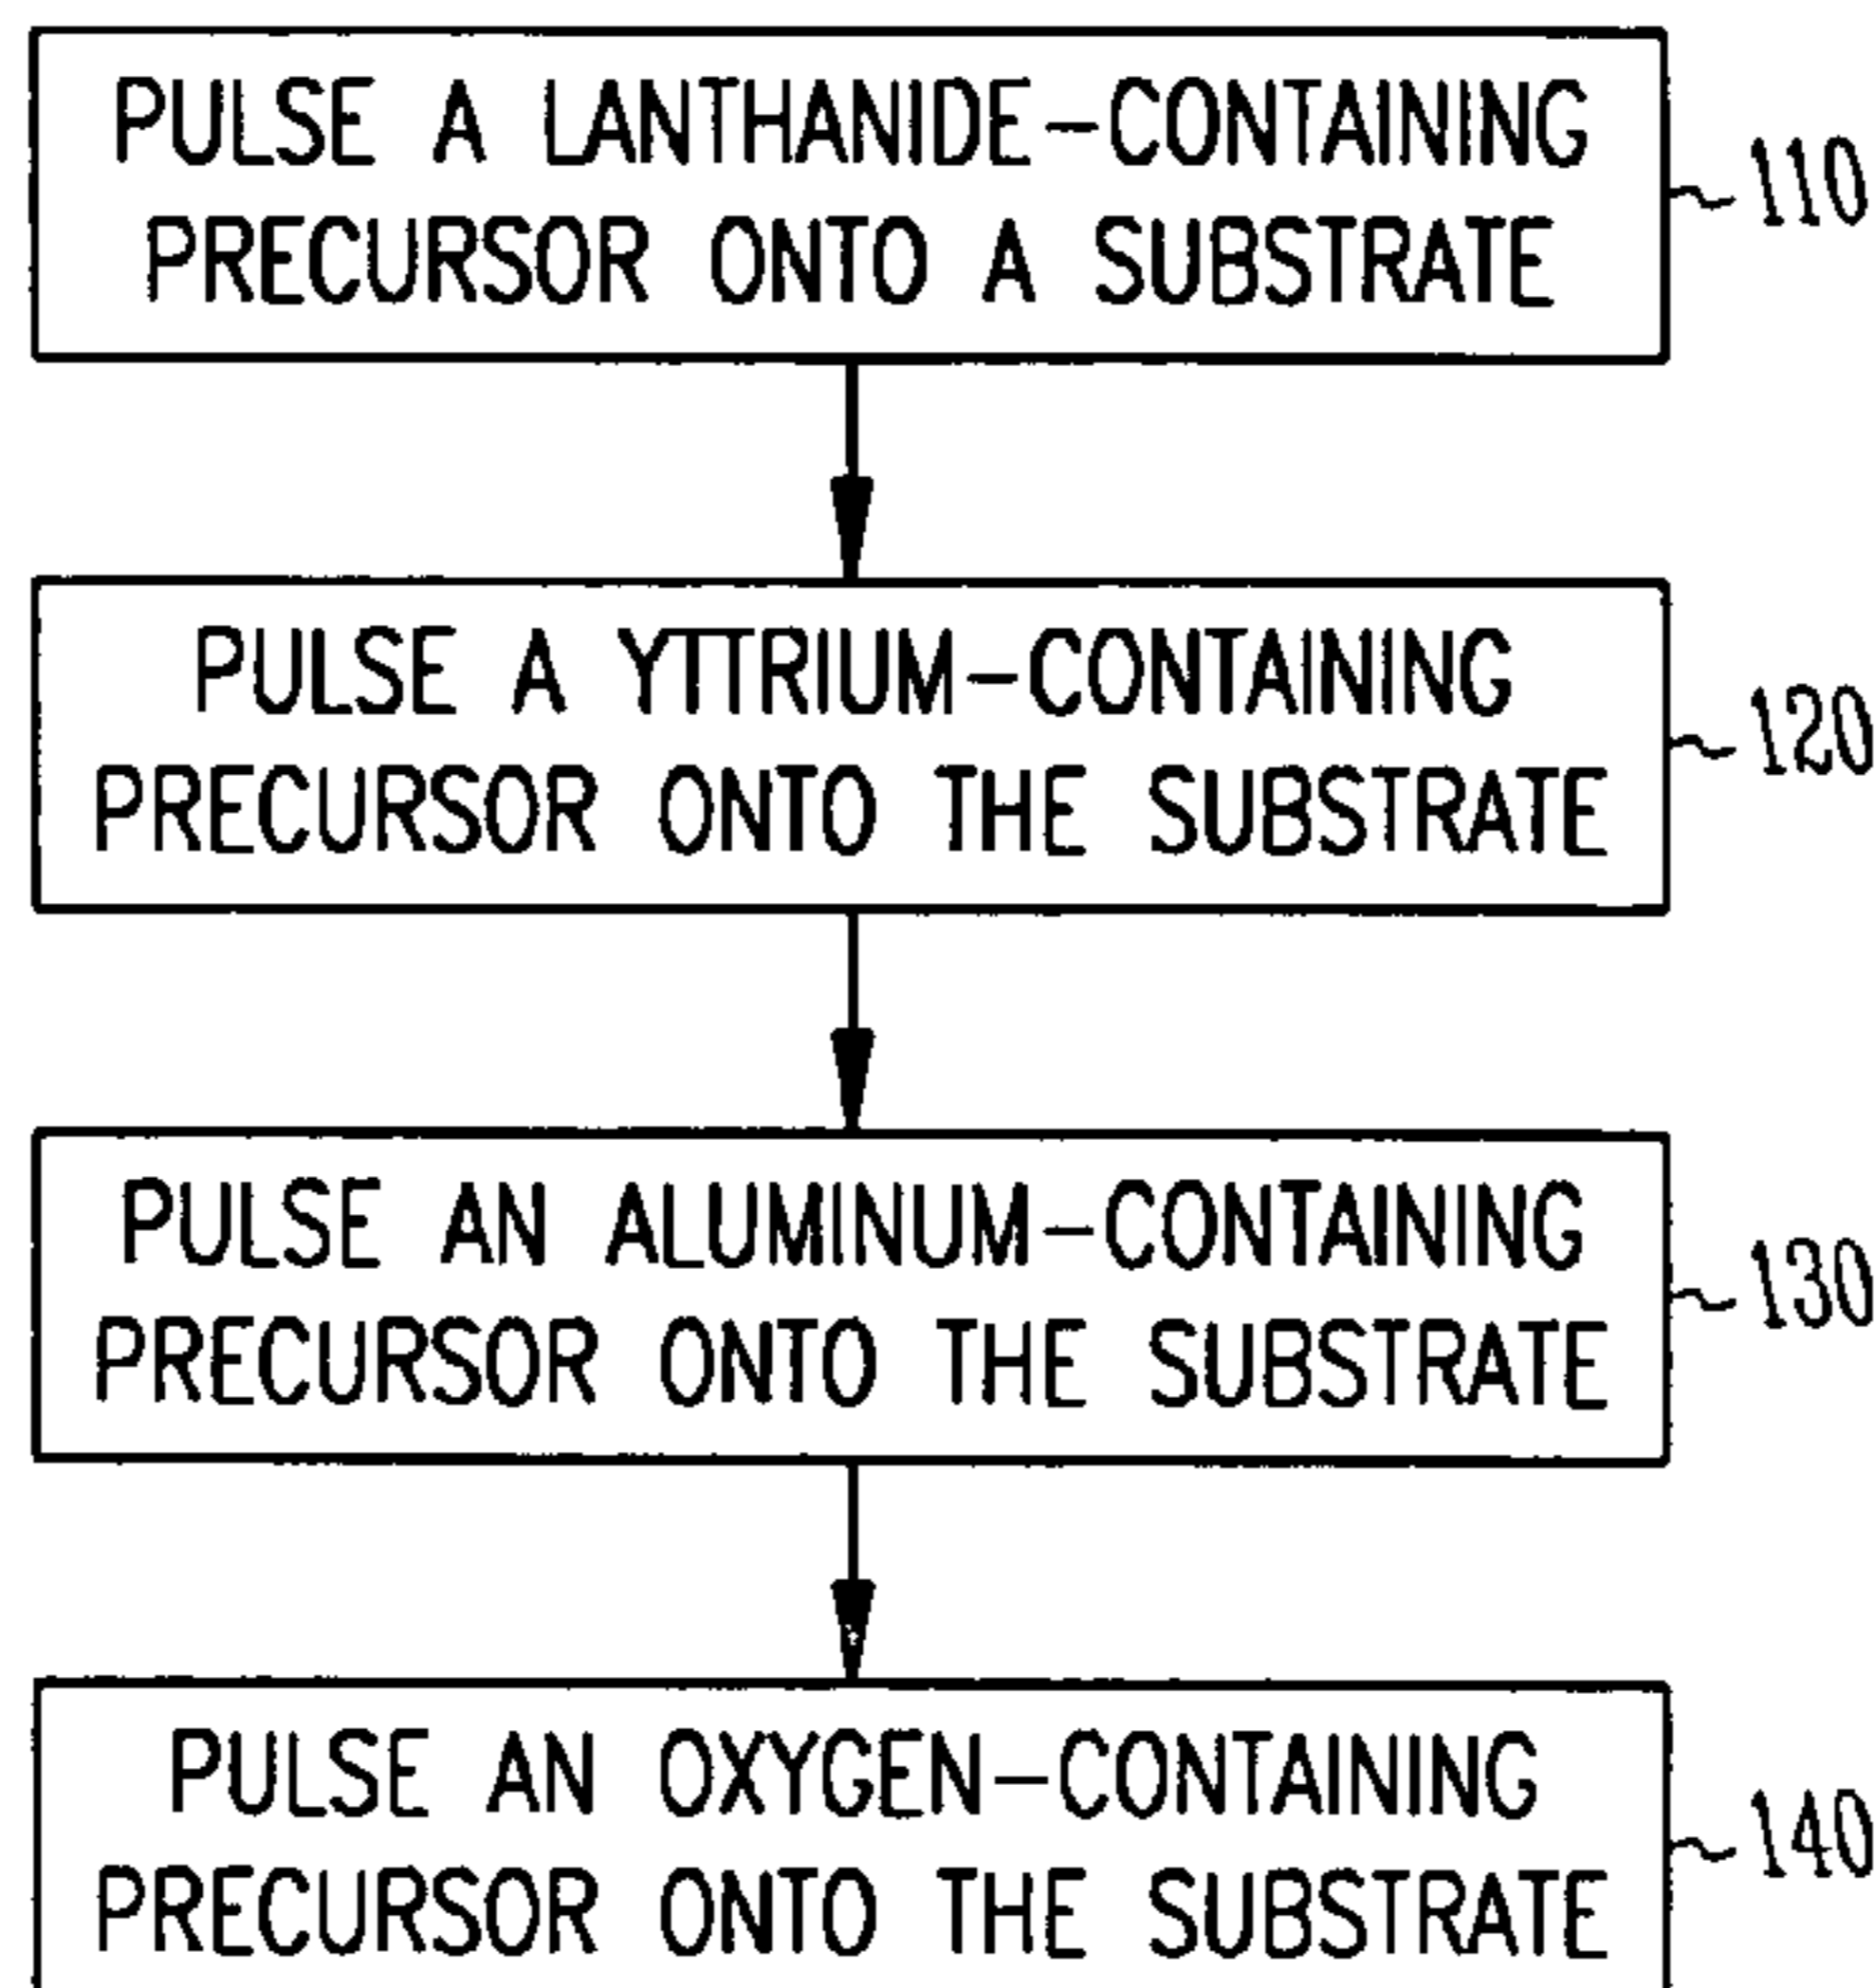 PULSE A LANTHANIDE-CONTAINING
PRECURSOR ONTO A SUBSTRATE
110
PULSE A YTTRIUM-CONTAINING
PRECURSOR ONTO THE SUBSTRATE
120
PULSE AN ALUMINUM-CONTAINING
PRECURSOR ONTO THE SUBSTRATE
130
PULSE AN OXYGEN-CONTAINING
PRECURSOR ONTO THE SUBSTRATE
140